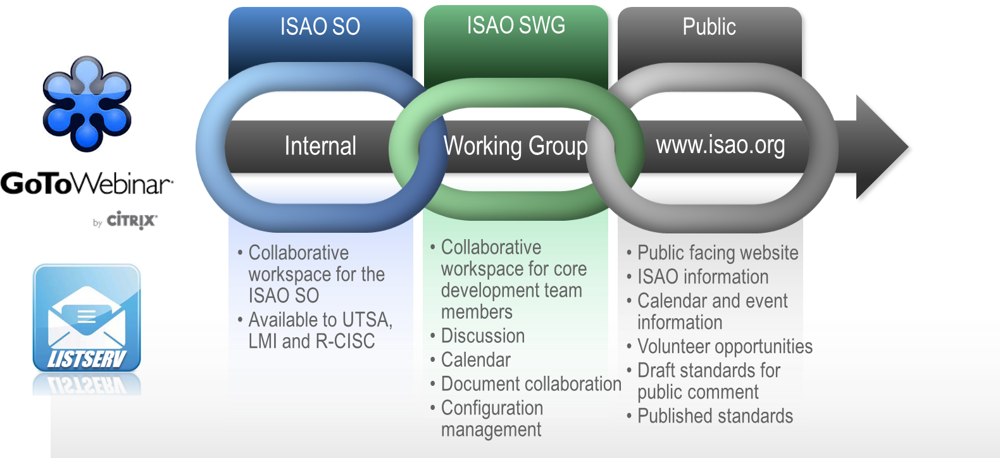 GoToWebinar
by CITRIX
LISTSERV
ISAO SO
Internal
• Collaborative
workspace for the
ISAO SO
• Available to UTSA,
LMI and R-CISC
ISAO SWG
Working Group
• Collaborative
workspace for core
development team
members
• Discussion
• Calendar
• Document collaboration
• Configuration
management
Public
www.isao.org
• Public facing website
• ISAO information
• Calendar and event
information
• Volunteer opportunities
• Draft standards for
public comment
• Published standards